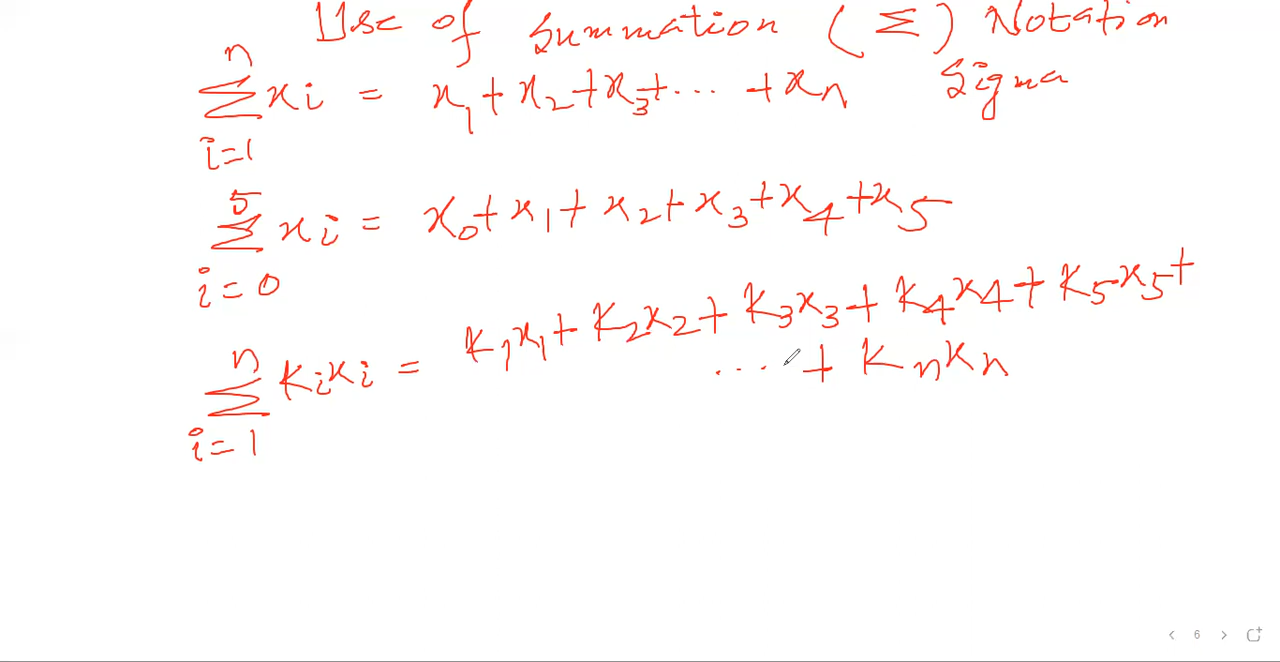 Use of Summation (Σ) Notation
Sigma
n
Σ xi = x1 + x2 + x3 + ... + xn
i=1
5
Σ xi = x0 + x1 + x2 + x3 + x4 + x5
i=0
n
Σ Kixi = K1x1 + K2x2 + K3x3 + K4x4 + K5x5 +
... + Knxn
i=1
6